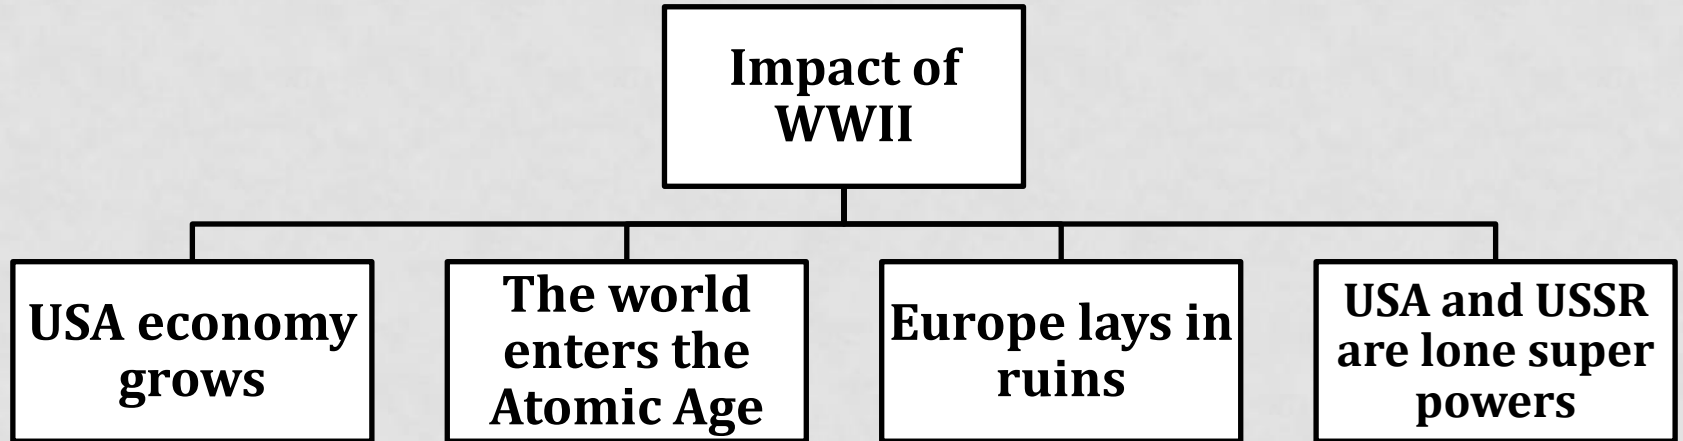 Impact of
WWII
USA economy
grows
The world
enters the
Atomic Age
Europe lays in
ruins
USA and USSR
are lone super
powers